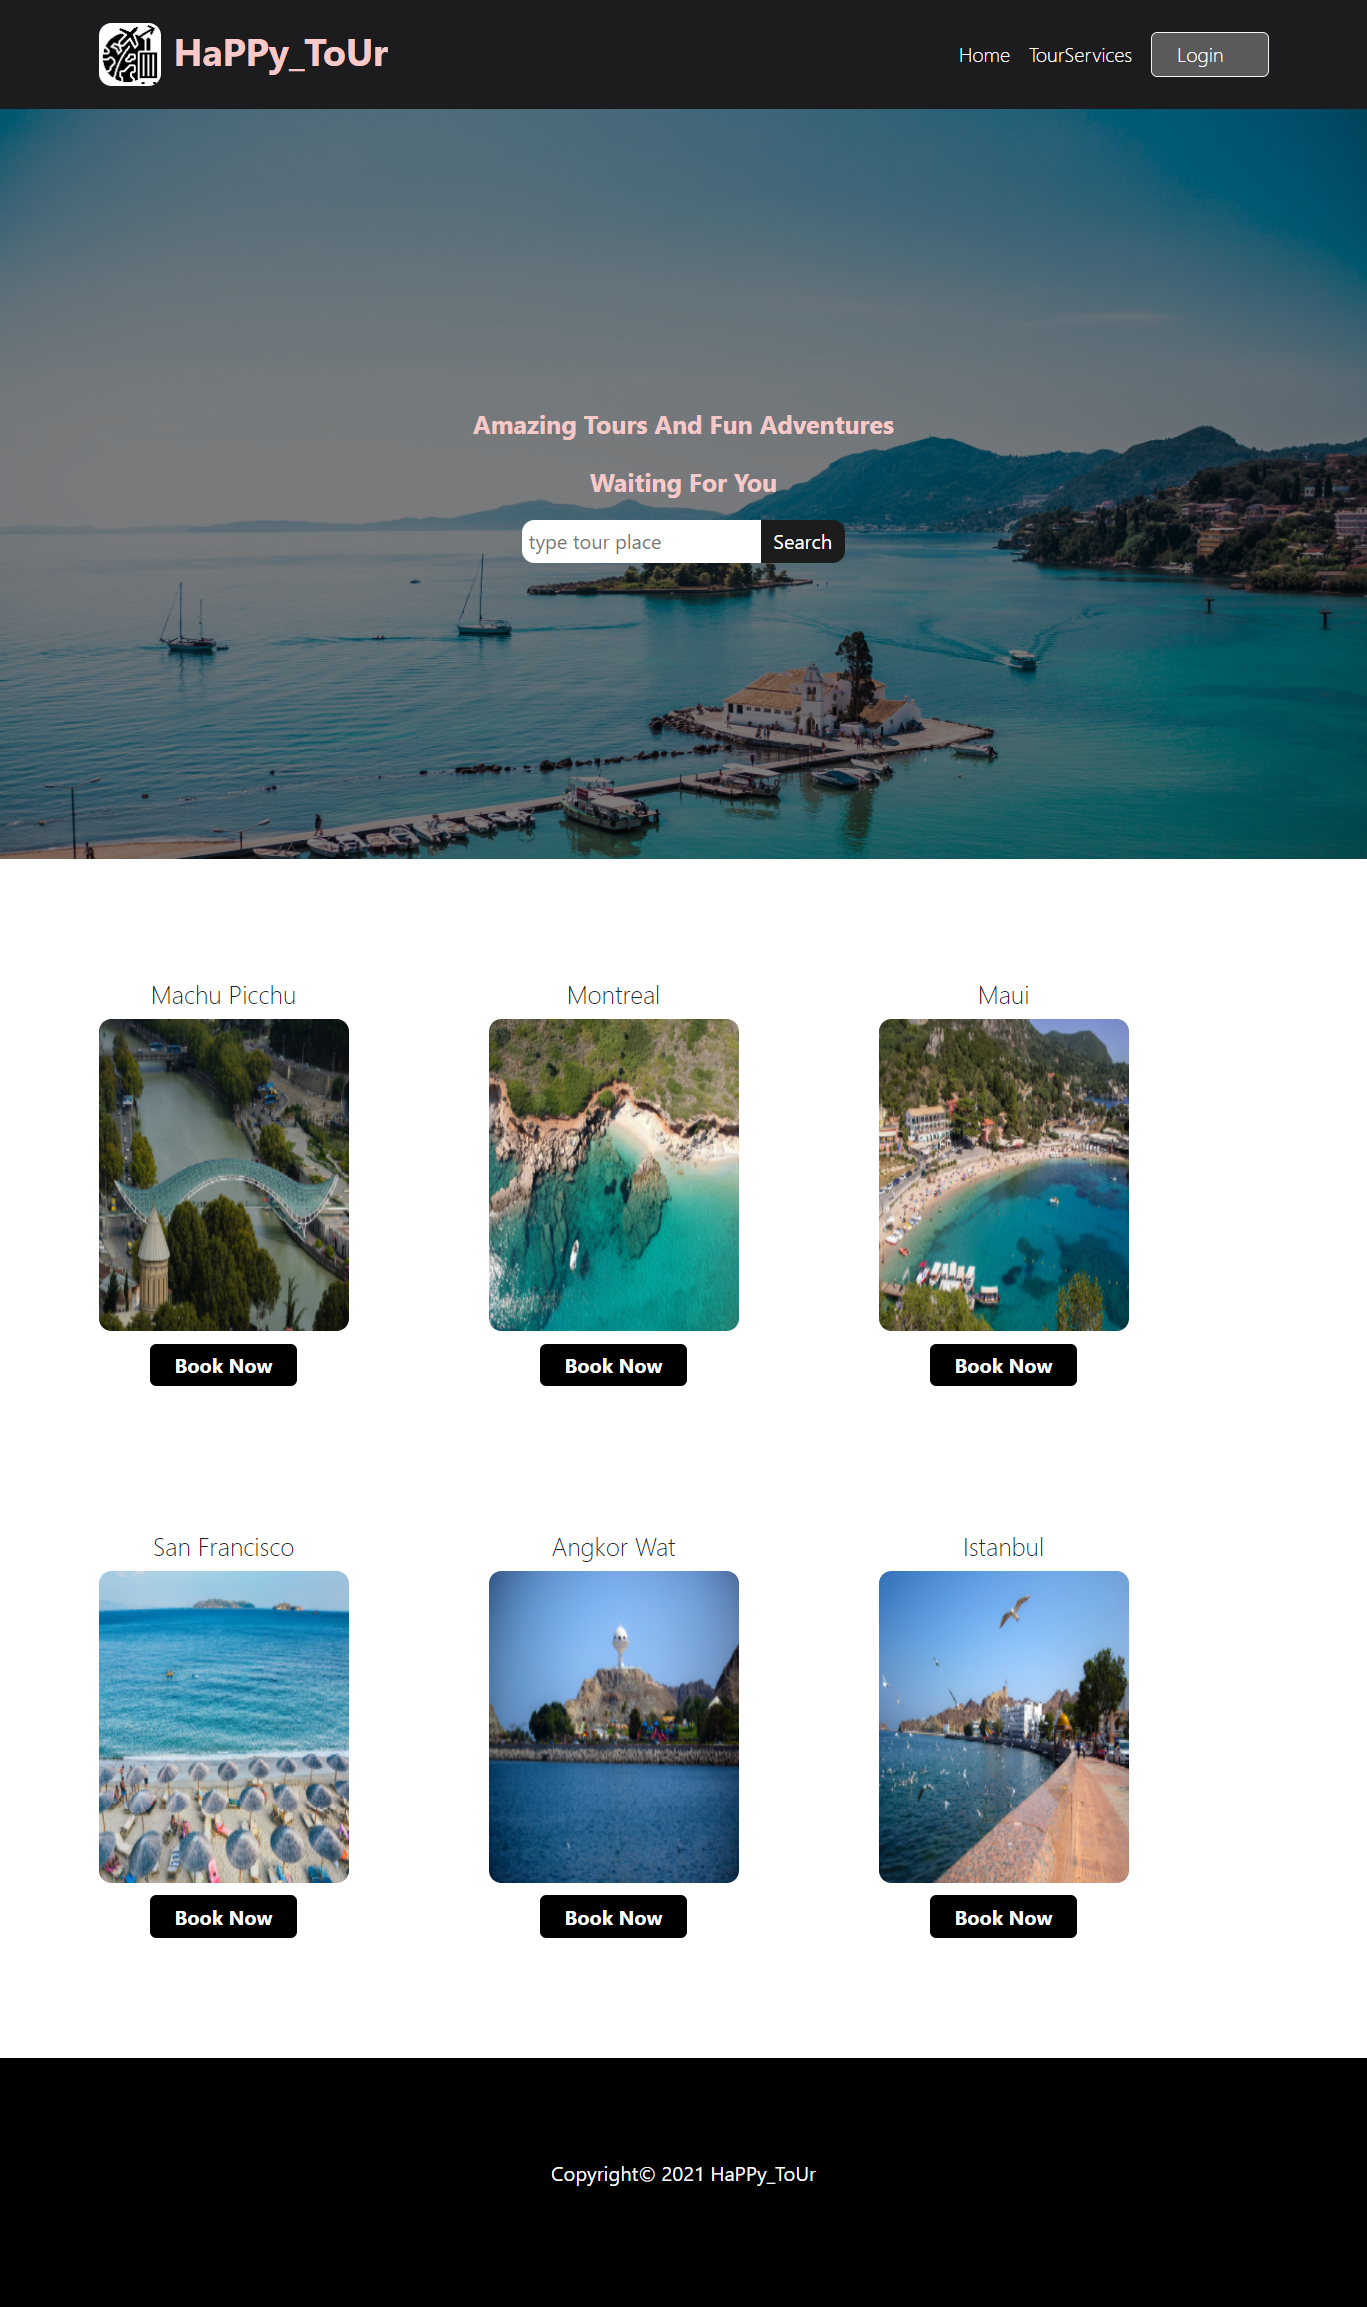 HaPPy_ToUr
Home TourServices Login
Amazing Tours And Fun Adventures
Waiting For You
type tour place Search
Machu Picchu Montreal Maui
Book Now Book Now Book Now
San Francisco Angkor Wat Istanbul
Book Now Book Now Book Now
Copyright© 2021 HaPPy_ToUr